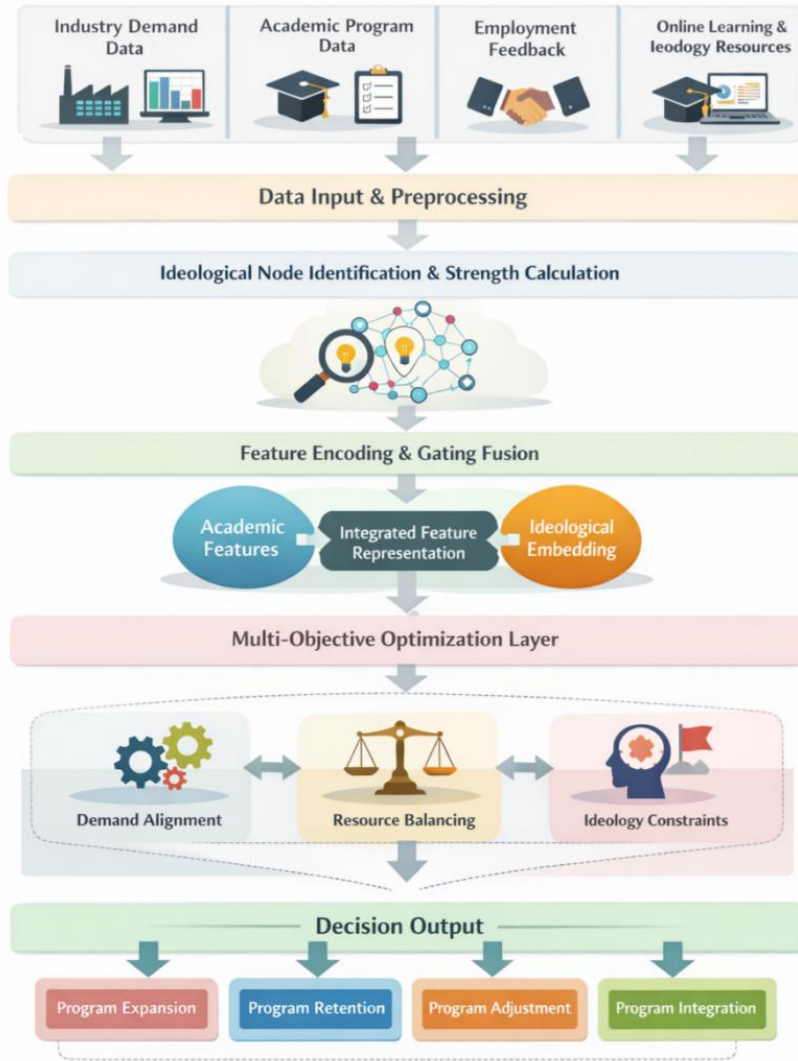 Industry Demand
Data
Academic Program
Data
Employment
Feedback
Online Learning &
Ieodogy Resources
Data Input & Preprocessing
Ideological Node Identification & Strength Calculation
Feature Encoding & Gating Fusion
Academic
Features
Integrated Feature
Representation
Ideological
Embedding
Multi-Objective Optimization Layer
Demand Alignment
Resource Balancing
Ideology Constraints
Decision Output
Program Expansion
Program Retention
Program Adjustment
Program Integration